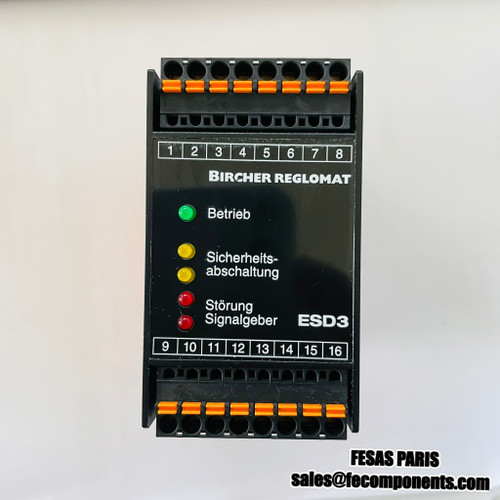 1 2 3 4 5 6 7 8
BIRCHER REGLOMAT
Betrieb
Sicherheits-
abschaltung
Störung
Signalgeber
ESD3
9 10 11 12 13 14 15 16
FESAS PARIS
sales@fecomponents.com